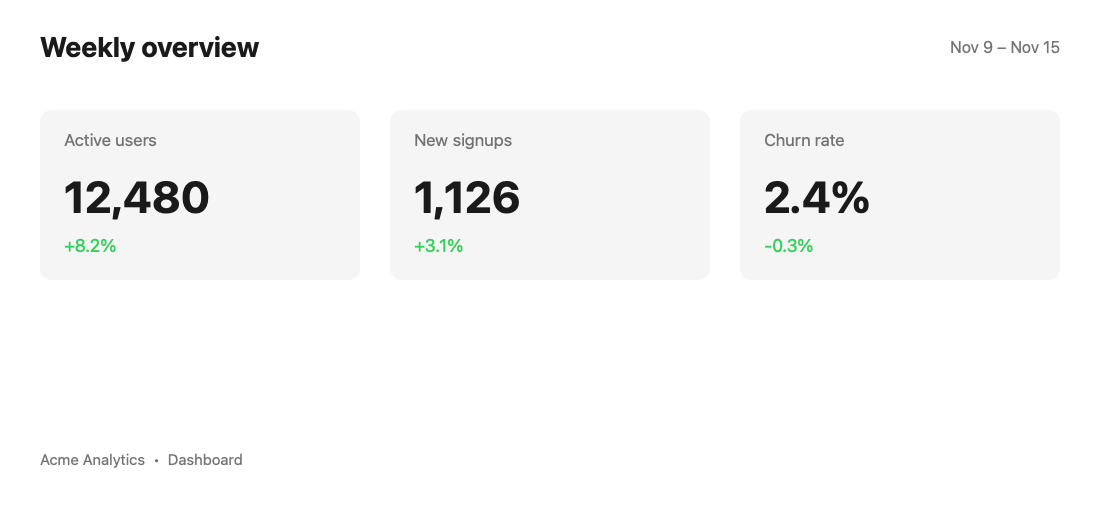 Weekly overview
Nov 9 – Nov 15
Active users
12,480
+8.2%
New signups
1,126
+3.1%
Churn rate
2.4%
-0.3%
Acme Analytics • Dashboard